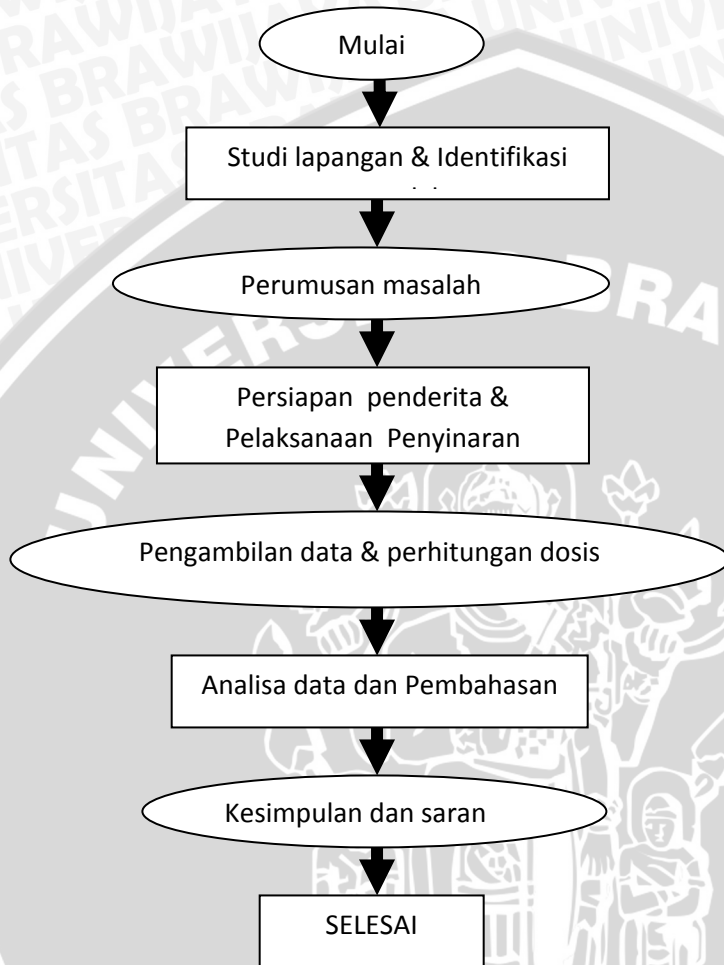 Mulai
Studi lapangan & Identifikasi
Perumusan masalah
Persiapan penderita &
Pelaksanaan Penyinaran
Pengambilan data & perhitungan dosis
Analisa data dan Pembahasan
Kesimpulan dan saran
SELESAI